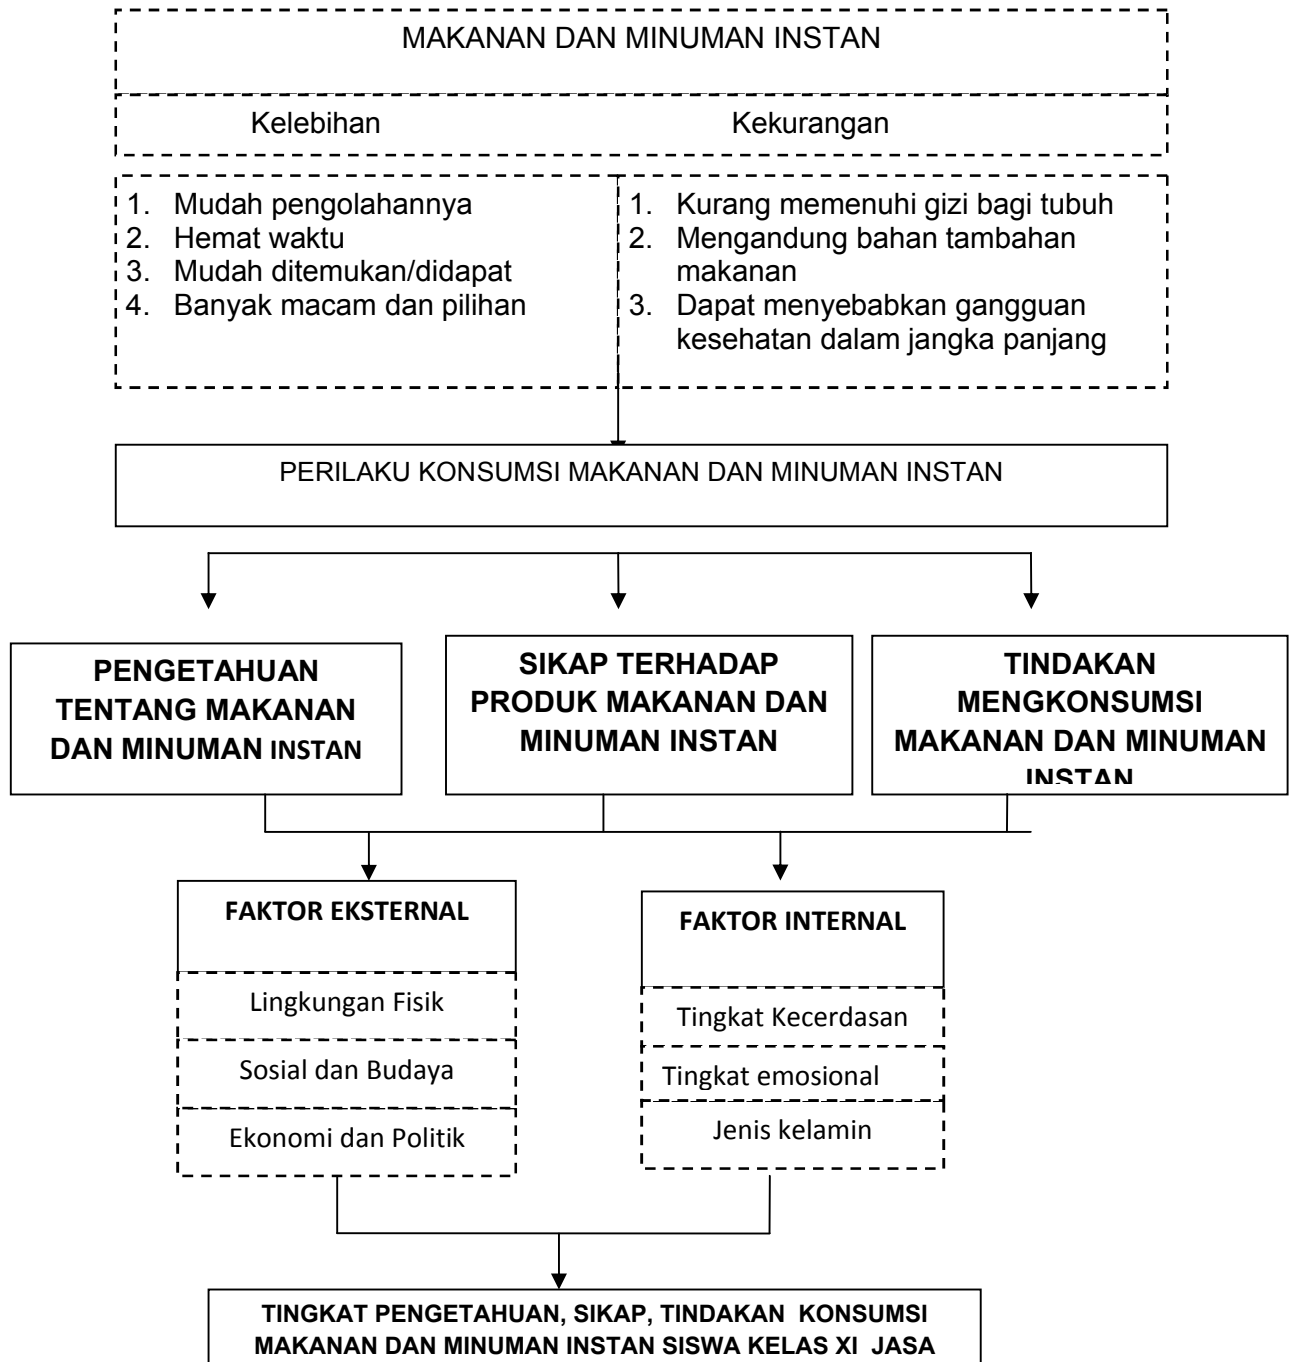 MAKANAN DAN MINUMAN INSTAN
Kelebihan
Kekurangan
1. Mudah pengolahannya
2. Hemat waktu
3. Mudah ditemukan/didapat
4. Banyak macam dan pilihan
1. Kurang memenuhi gizi bagi tubuh
2. Mengandung bahan tambahan
makanan
3. Dapat menyebabkan gangguan
kesehatan dalam jangka panjang
PERILAKU KONSUMSI MAKANAN DAN MINUMAN INSTAN
PENGETAHUAN
TENTANG MAKANAN
DAN MINUMAN INSTAN
SIKAP TERHADAP
PRODUK MAKANAN DAN
MINUMAN INSTAN
TINDAKAN
MENGKONSUMSI
MAKANAN DAN MINUMAN
INSTAN
FAKTOR EKSTERNAL
Lingkungan Fisik
Sosial dan Budaya
Ekonomi dan Politik
FAKTOR INTERNAL
Tingkat Kecerdasan
Tingkat emosional
Jenis kelamin
TINGKAT PENGETAHUAN, SIKAP, TINDAKAN KONSUMSI
MAKANAN DAN MINUMAN INSTAN SISWA KELAS XI JASA